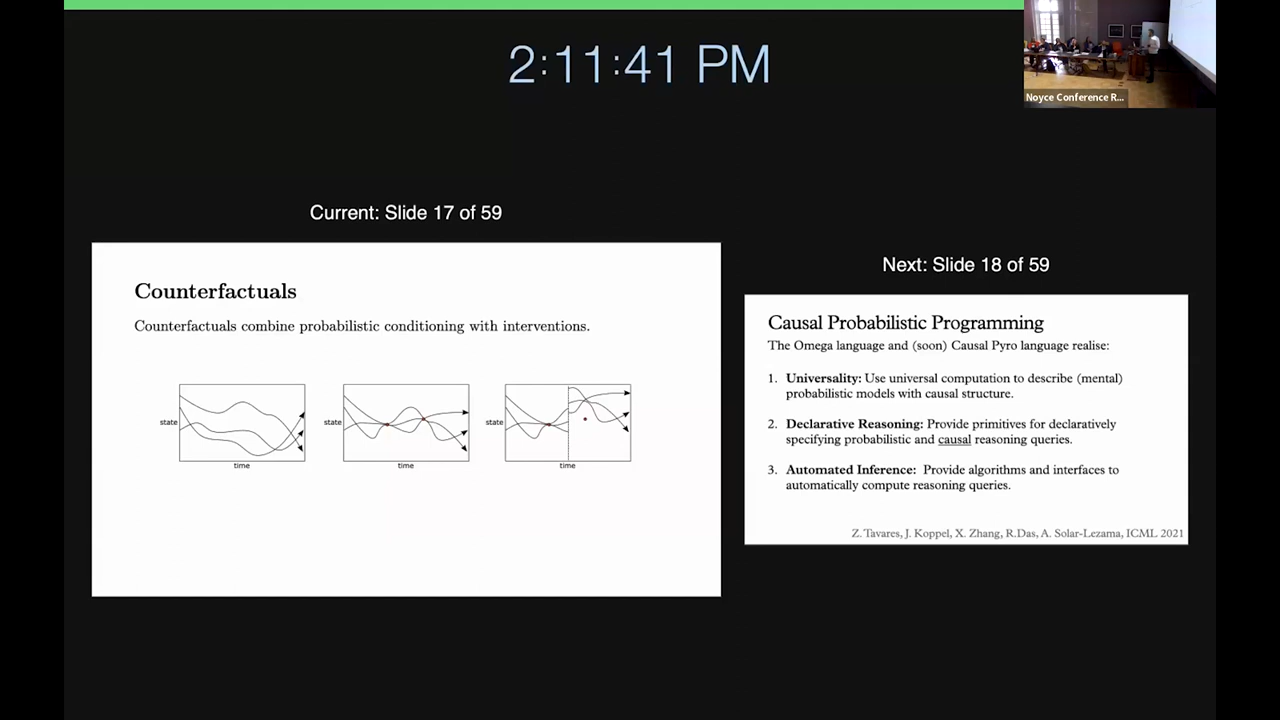 2:11:41 PM
Noyce Conference R...
Current: Slide 17 of 59
Counterfactuals
Counterfactuals combine probabilistic conditioning with interventions.
state
time
state
time
state
time
Next: Slide 18 of 59
Causal Probabilistic Programming
The Omega language and (soon) Causal Pyro language realise:
1. Universality: Use universal computation to describe (mental)
probabilistic models with causal structure.
2. Declarative Reasoning: Provide primitives for declaratively
specifying probabilistic and causal reasoning queries.
3. Automated Inference: Provide algorithms and interfaces to
automatically compute reasoning queries.
Z. Tavares, J. Koppel, X. Zhang, R.Das, A. Solar-Lezama, ICML 2021